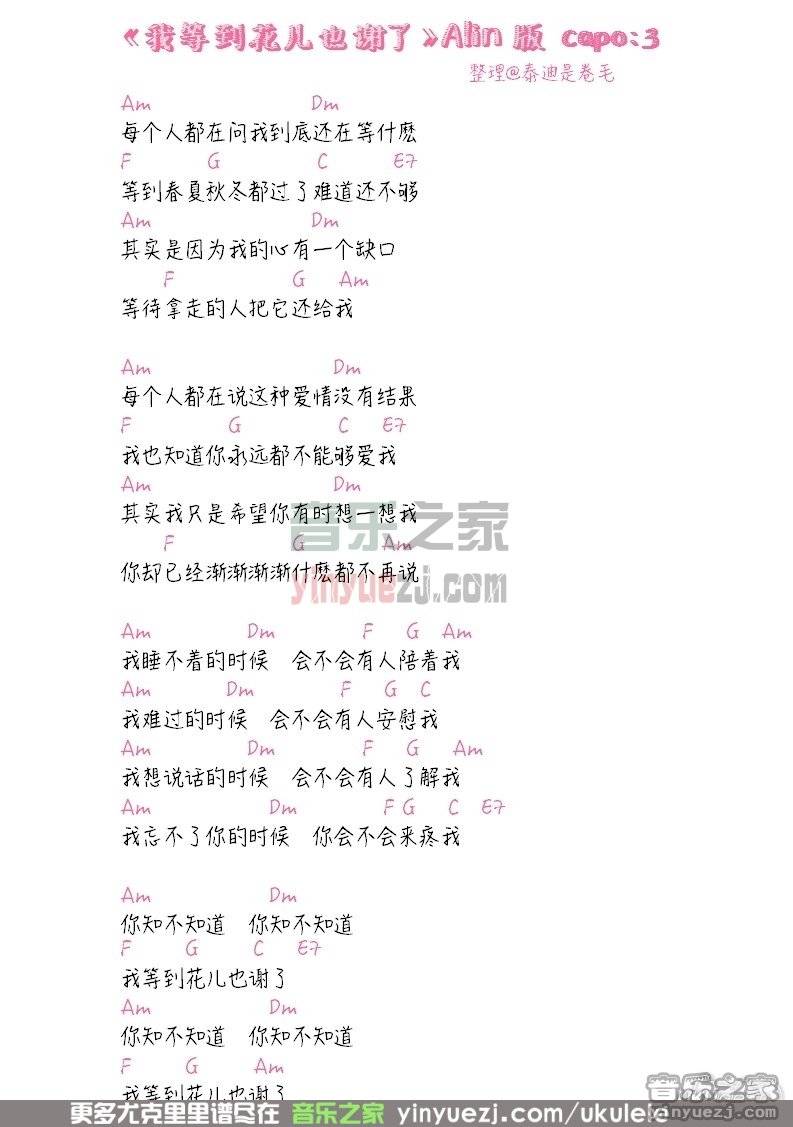 《我等到花儿也谢了》Alin 版 capo:3
整理@泰迪是卷毛
Am Dm
每个人都在问我到底还在等什麽
F G C E7
等到春夏秋冬都过了难道还不够
Am Dm
其实是因为我的心有一个缺口
F G Am
等待拿走的人把它还给我
Am Dm
每个人都在说这种爱情没有结果
F G C E7
我也知道你永远都不能够爱我
Am Dm
其实我只是希望你有时想一想我
F G Am
你却已经渐渐渐渐什麽都不再说
音乐之家
yinyuezj.com
Am Dm F G Am
我睡不着的时候 会不会有人陪着我
Am Dm F G C
我难过的时候 会不会有人安慰我
Am Dm F G Am
我想说话的时候 会不会有人了解我
Am Dm F G C E7
我忘不了你的时候 你会不会来疼我
Am Dm
你知不知道 你知不知道
F G C E7
我等到花儿也谢了
Am Dm
你知不知道 你知不知道
F G Am
我等到花儿也谢了
音乐之家
yinyuezj.com
更多尤克里里谱尽在 音乐之家 yinyuezj.com/ukulele